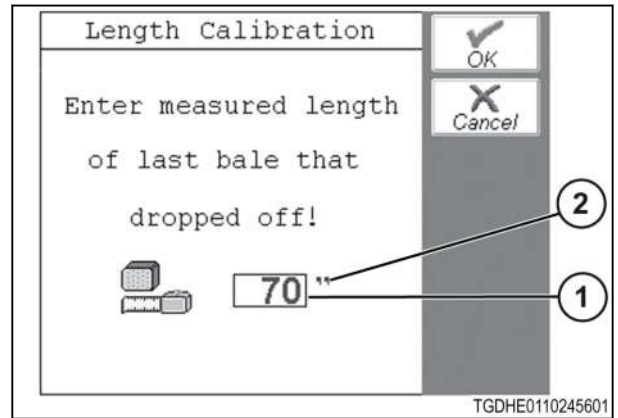 Length Calibration
OK
Enter measured length
of last bale that
dropped off!
Cancel
70 "
2
1
TGDHE0110245601